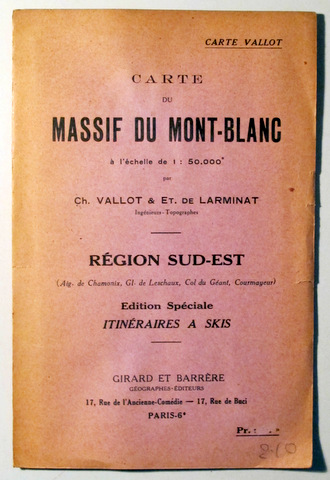 CARTE VALLOT
CARTE
DU
MASSIF DU MONT-BLANC
à l'échelle de 1 : 50.000e
par
Ch. VALLOT & Et. DE LARMINAT
Ingénieurs-Topographes
RÉGION SUD-EST
(Aig. de Chamonix, Gl. de Leschaux, Col du Géant, Courmayeur)
Edition Spéciale
ITINÉRAIRES A SKIS
GIRARD ET BARRÈRE
GÉOGRAPHES-ÉDITEURS
17, Rue de l'Ancienne-Comédie — 17, Rue de Buci
PARIS-6e
Pr. :